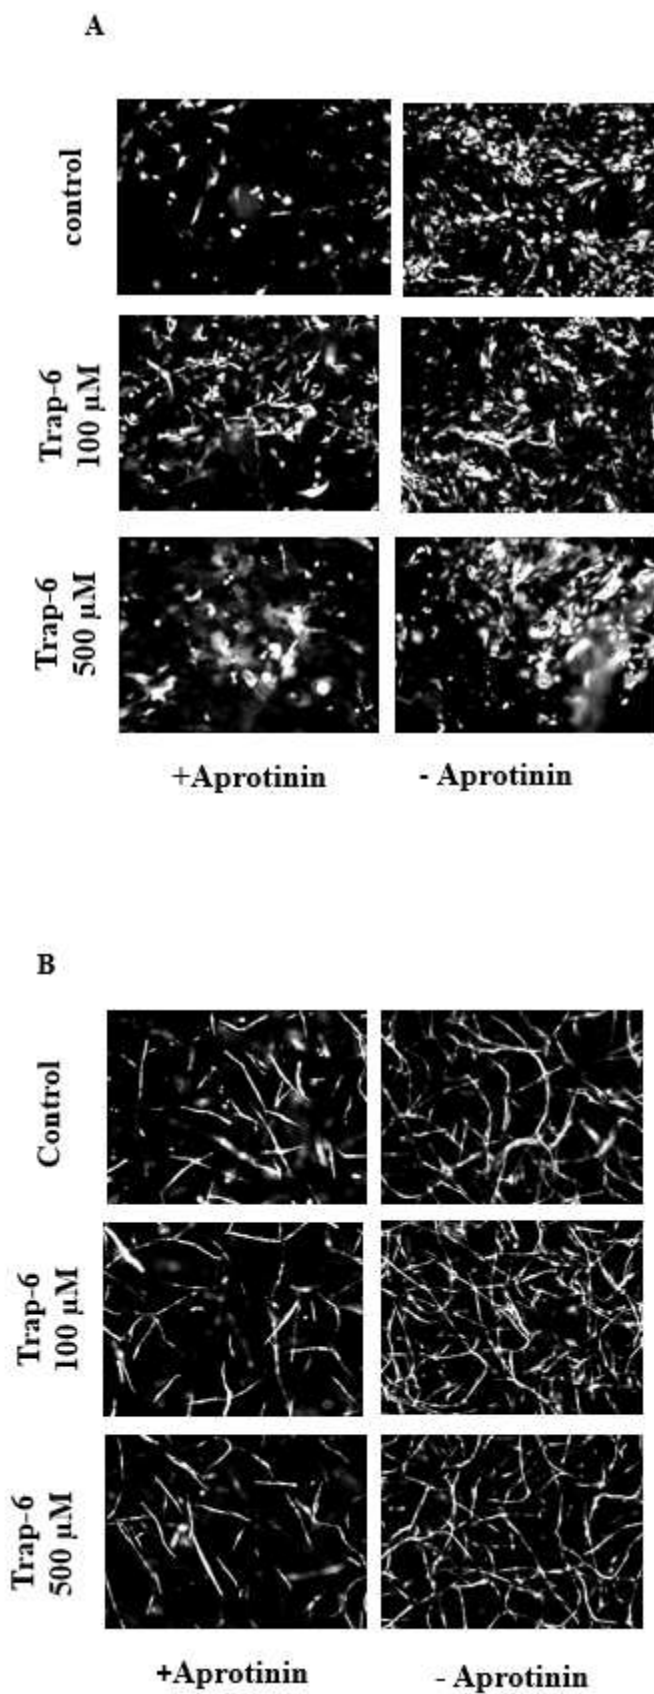 A
control
Trap-6
100 µM
Trap-6
500 µM
+Aprotinin
- Aprotinin
B
Control
Trap-6
100 µM
Trap-6
500 µM
+Aprotinin
- Aprotinin